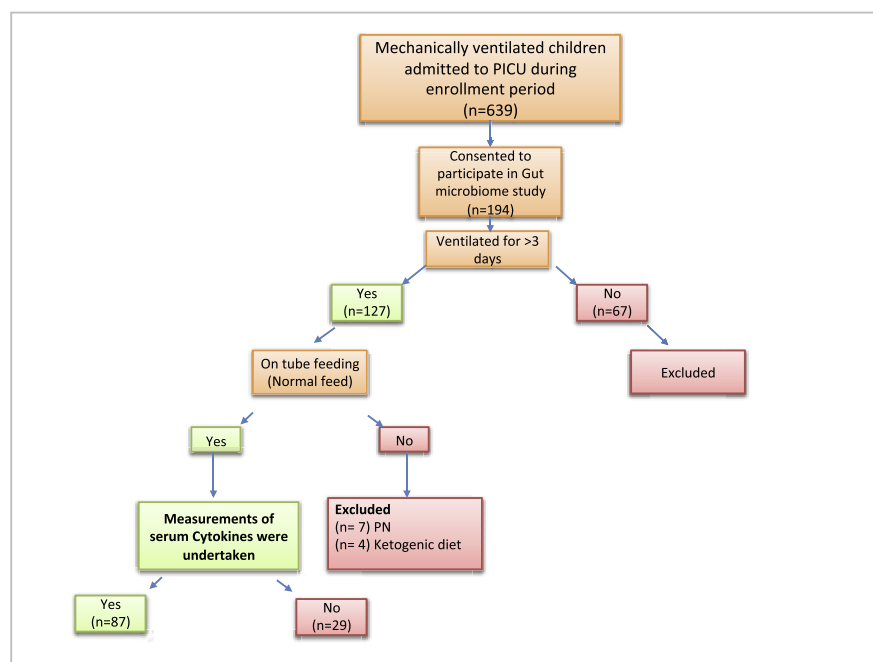 Mechanically ventilated children
admitted to PICU during
enrollment period
(n=639)
Consented to
participate in Gut
microbiome study
(n=194)
Ventilated for >3
days
Yes
(n=127)
No
(n=67)
On tube feeding
(Normal feed)
Excluded
Yes
No
Measurements of
serum Cytokines were
undertaken
Excluded
(n= 7) PN
(n= 4) Ketogenic diet
Yes
(n=87)
No
(n=29)